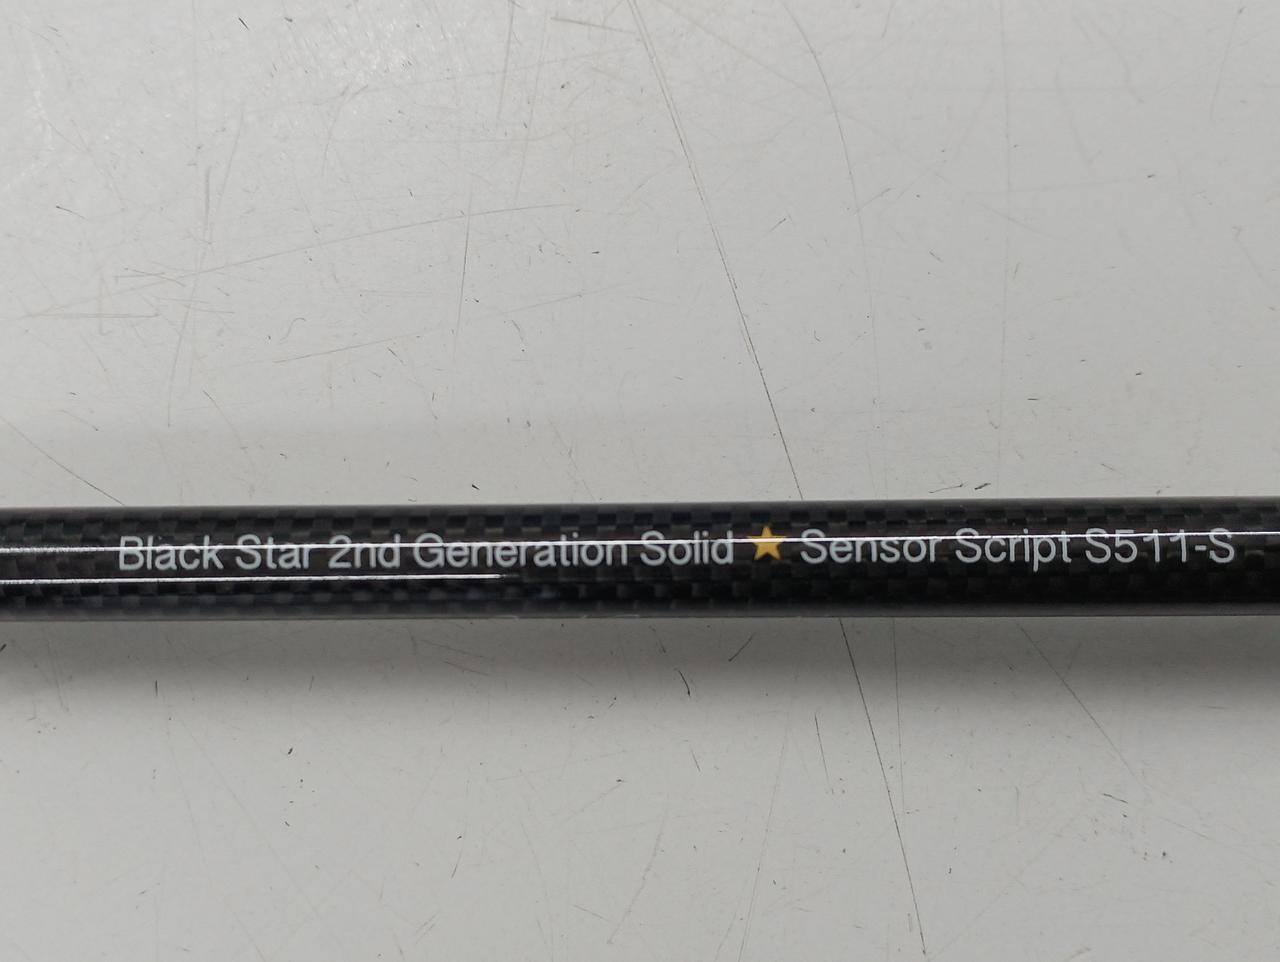 Black Star 2nd Generation Solid ★ Sensor Script S511-S